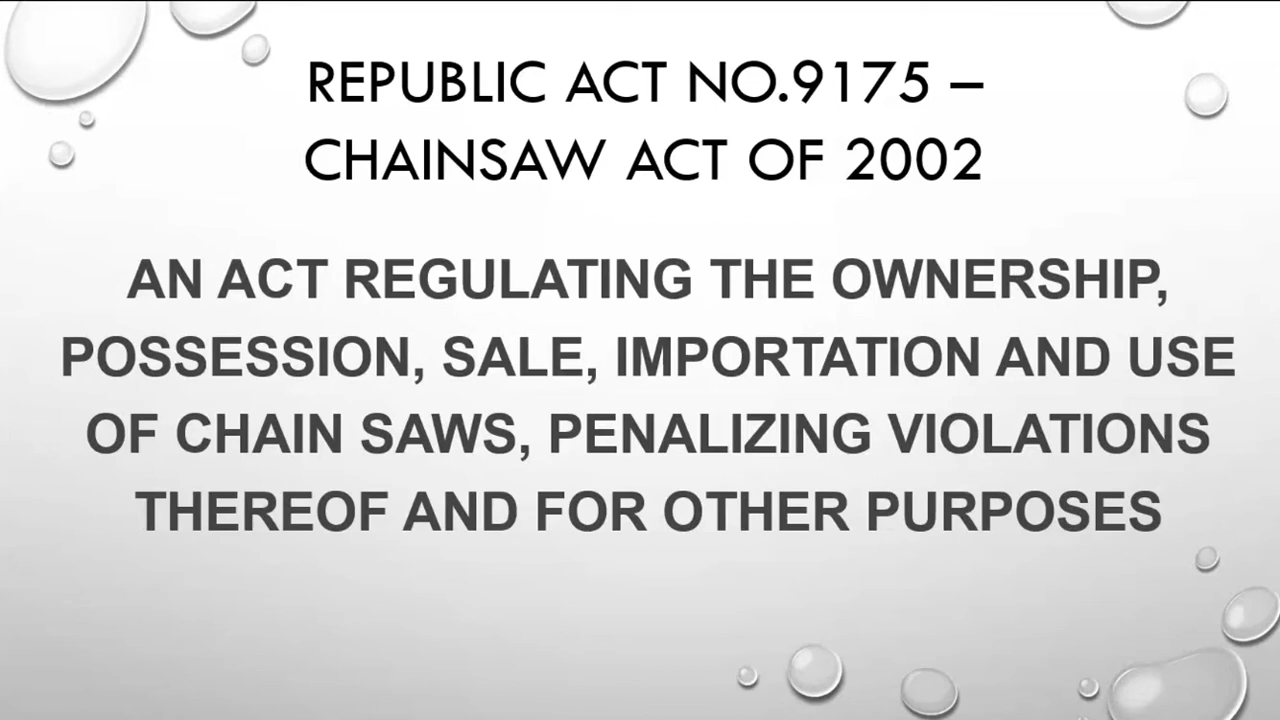 REPUBLIC ACT NO.9175 –
CHAINSAW ACT OF 2002
AN ACT REGULATING THE OWNERSHIP,
POSSESSION, SALE, IMPORTATION AND USE
OF CHAIN SAWS, PENALIZING VIOLATIONS
THEREOF AND FOR OTHER PURPOSES